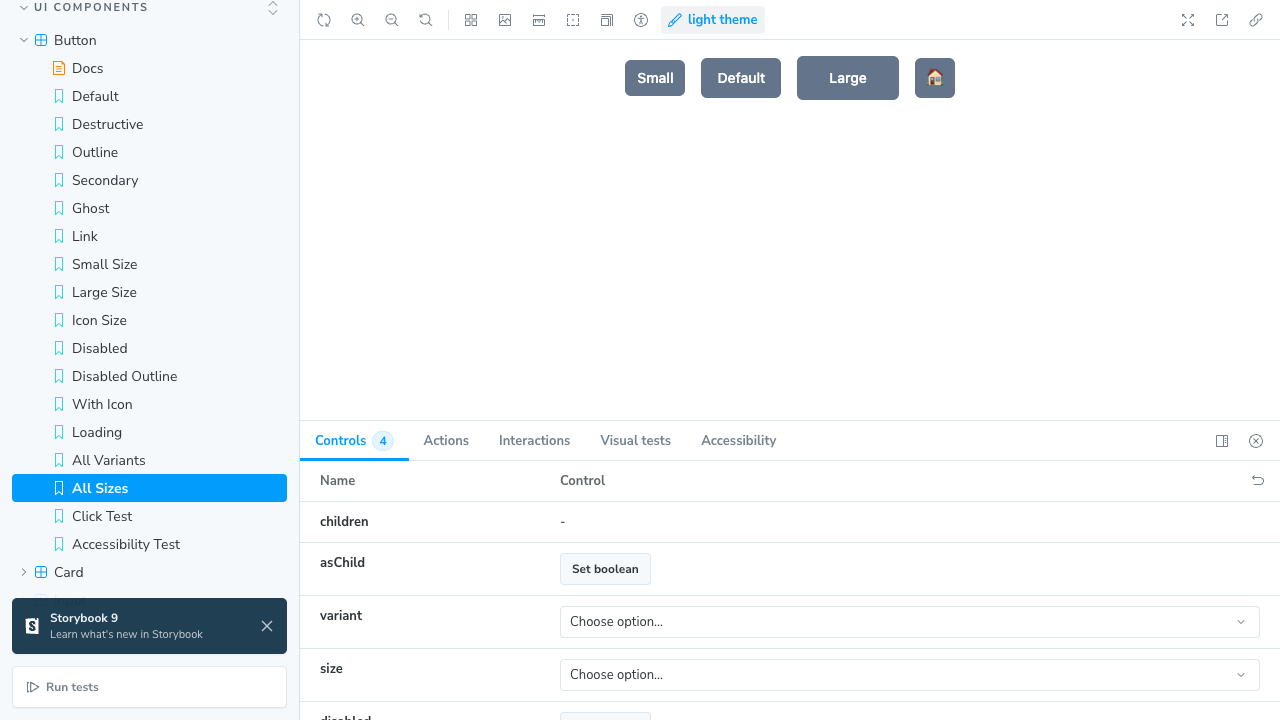 UI COMPONENTS
Button
Docs
Default
Destructive
Outline
Secondary
Ghost
Link
Small Size
Large Size
Icon Size
Disabled
Disabled Outline
With Icon
Loading
All Variants
All Sizes
Click Test
Accessibility Test
Card
Storybook 9
Learn what's new in Storybook
Run tests
light theme
Small Default Large
Controls 4 Actions Interactions Visual tests Accessibility
Name Control
children -
asChild Set boolean
variant Choose option...
size Choose option...
disabled